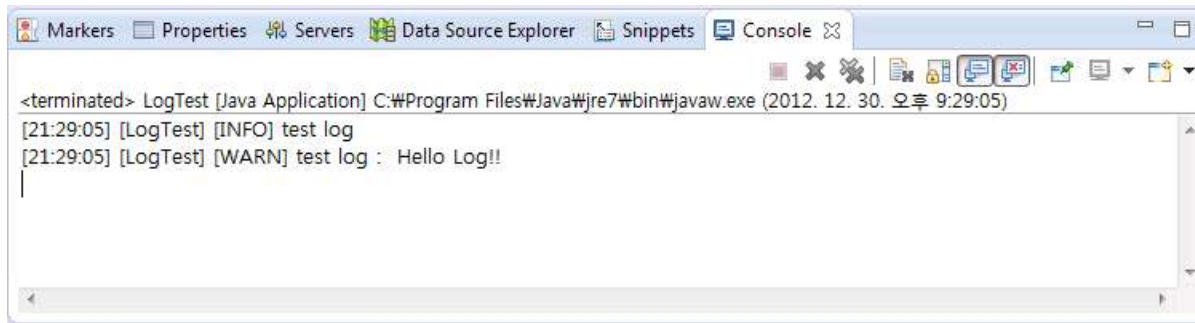 Markers Properties Servers Data Source Explorer Snippets Console
<terminated> LogTest [Java Application] C:₩Program Files₩Java₩jre7₩bin₩javaw.exe (2012. 12. 30. 오후 9:29:05)
[21:29:05] [LogTest] [INFO] test log
[21:29:05] [LogTest] [WARN] test log :  Hello Log!!